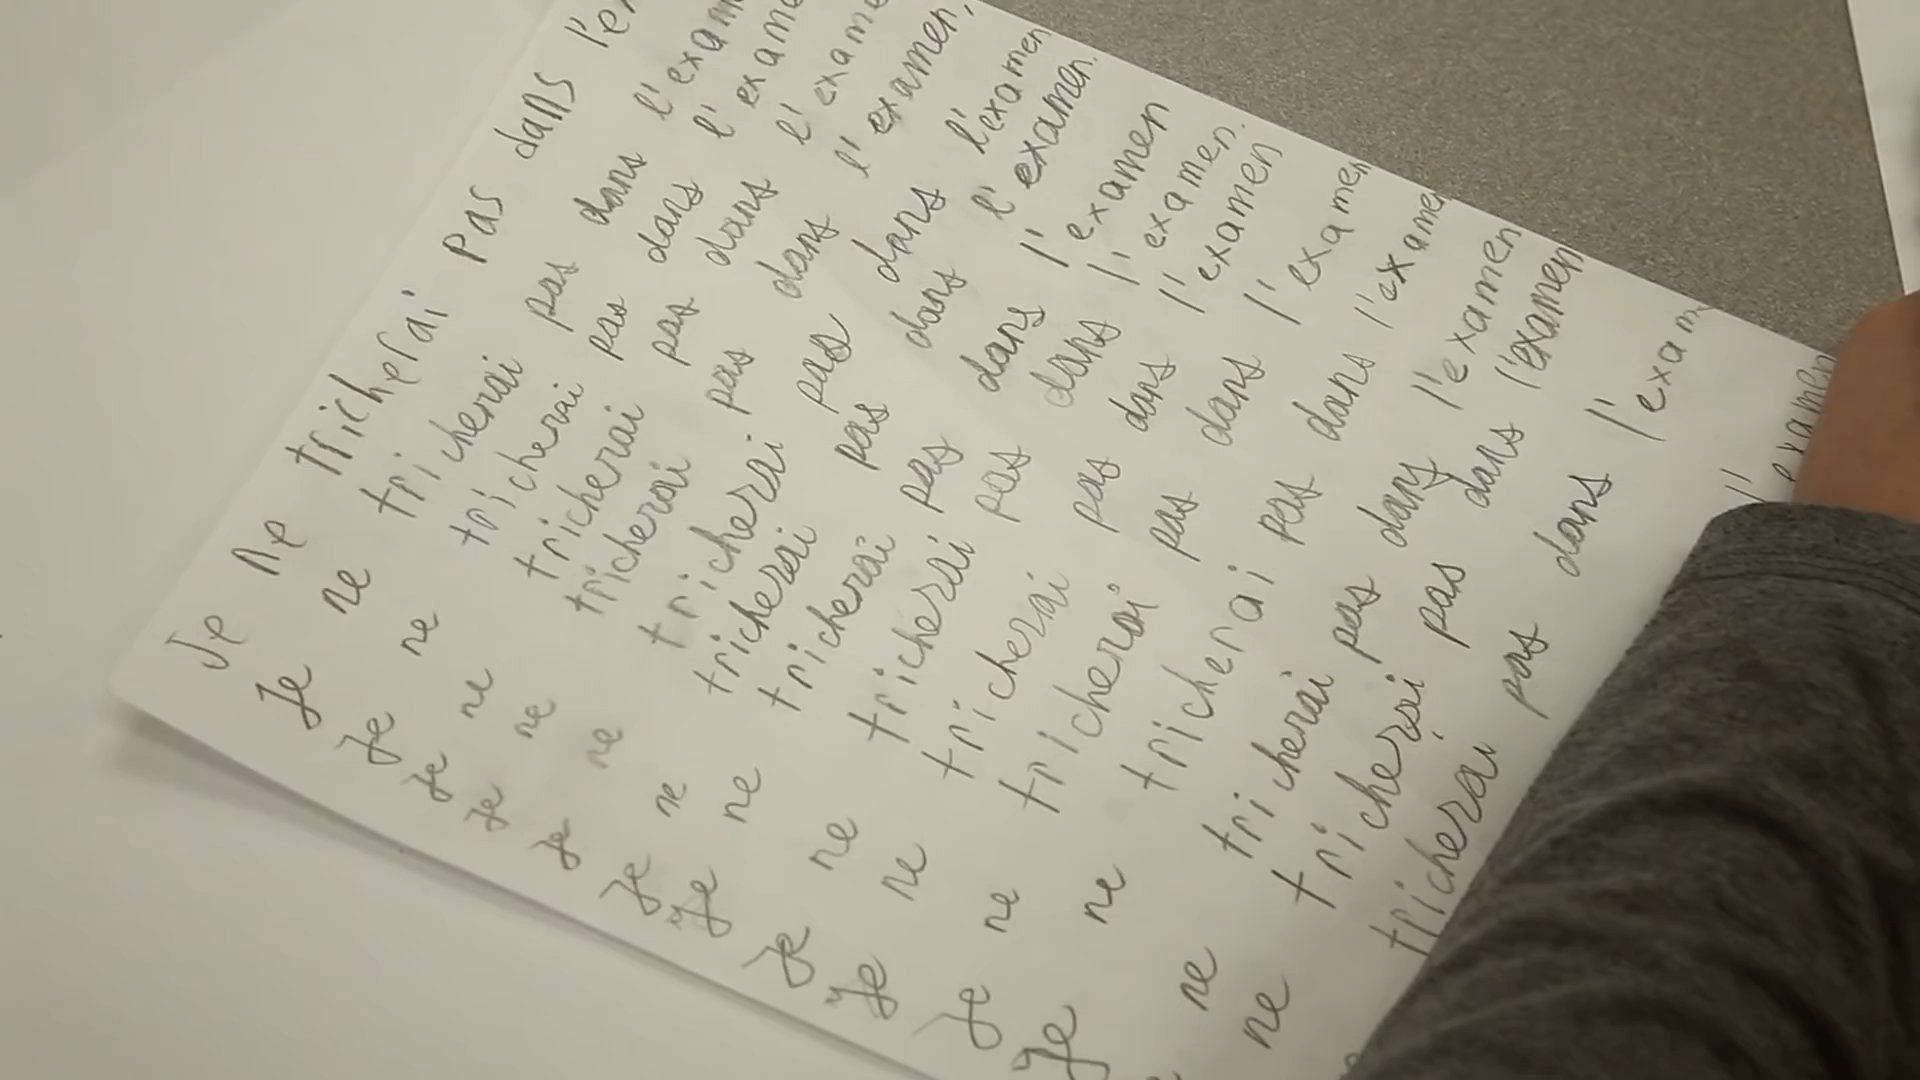 Je ne tricherai pas dans l'e
Je ne tricherai pas dans l'exam
Je ne tricherai pas dans l'exame
Je ne tricherai pas dans l'exame
Je ne tricherai pas dans l'examen,
Je ne tricherai pas dans l'examen
Je ne tricherai pas dans l'examen.
Je ne tricherai pas dans l'examen
Je ne tricherai pas dans l'examen.
Je ne tricherai pas dans l'examen
Je ne tricherai pas dans l'examen
Je ne tricherai pas dans l'examen
ne tricherai pas dans l'examen
ne tricherai pas dans l'examen
tricherai pas dans l'exam
l'examen